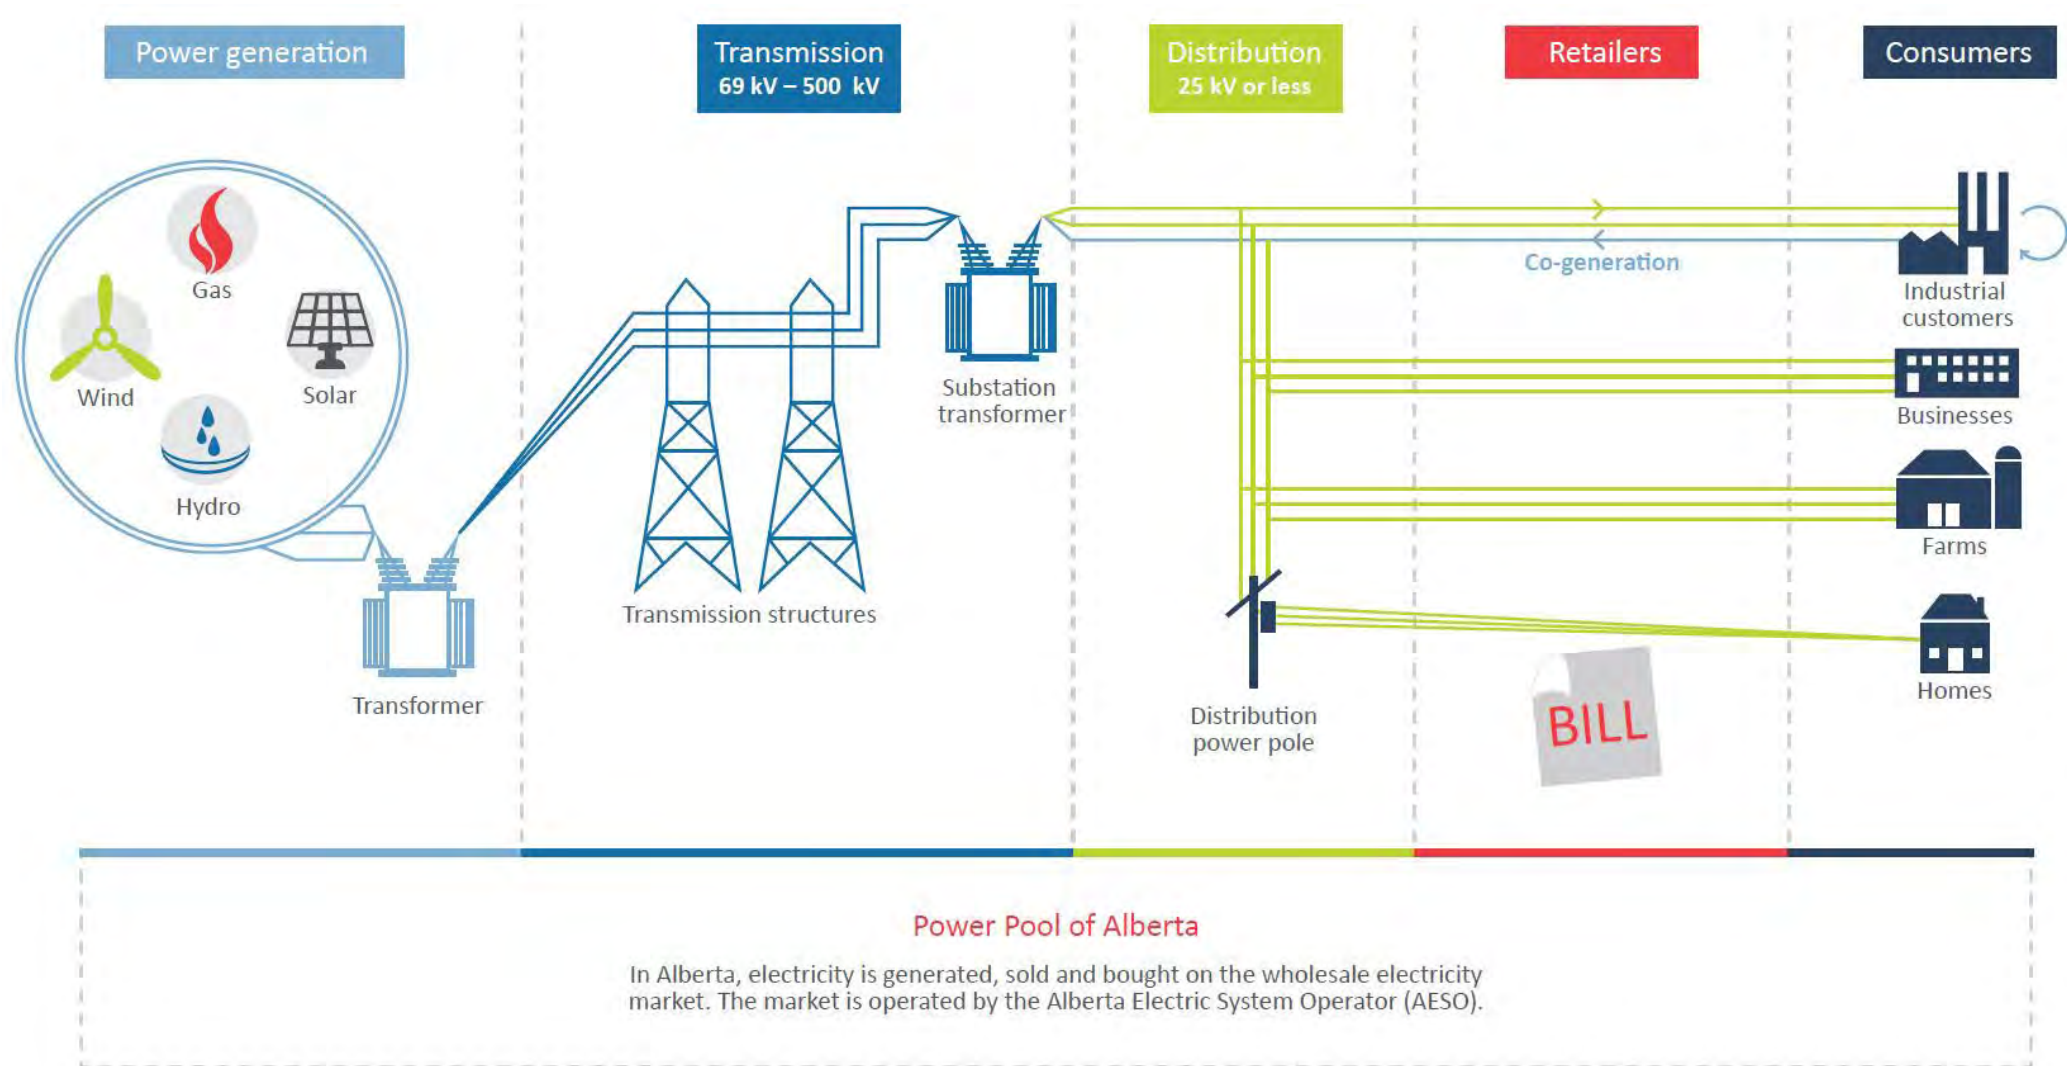 Power generation
Transmission
69 kV – 500 kV
Distribution
25 kV or less
Retailers
Consumers
Gas
Wind
Solar
Hydro
Transformer
Transmission structures
Substation
transformer
Distribution
power pole
Co-generation
BILL
Industrial
customers
Businesses
Farms
Homes
Power Pool of Alberta
In Alberta, electricity is generated, sold and bought on the wholesale electricity
market. The market is operated by the Alberta Electric System Operator (AESO).